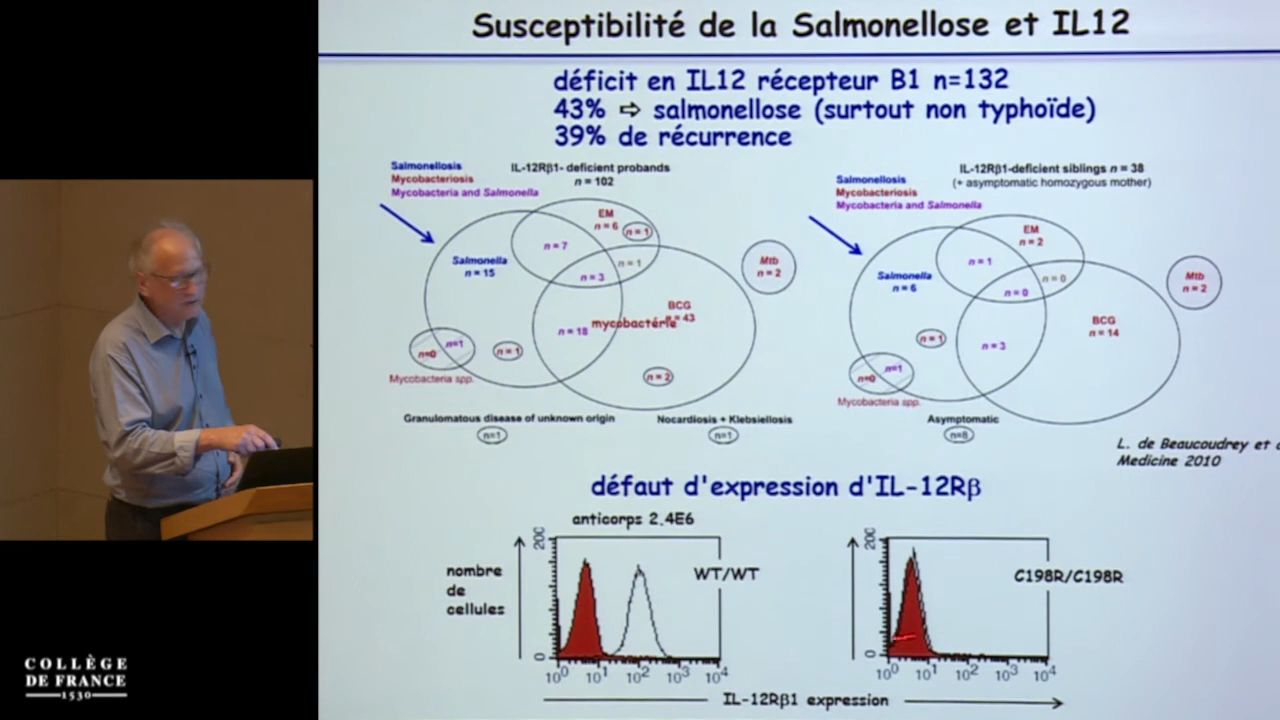 Susceptibilité de la Salmonellose et IL12
déficit en IL12 récepteur B1 n=132
43% ⇨ salmonellose (surtout non typhoïde)
39% de récurrence
Salmonellosis
Mycobacteriosis
Mycobacteria and Salmonella
IL-12Rβ1- deficient probands
n = 102
EM
n = 6
n = 1
n = 7
Salmonella
n = 15
n = 1
n = 3
Mtb
n = 2
BCG
n = 43
mycobactérie
n = 18
n=1
n=0
n = 1
n = 2
Mycobacteria spp.
Granulomatous disease of unknown origin
n=1
Nocardiosis + Klebsiellosis
n=1
Salmonellosis
Mycobacteriosis
Mycobacteria and Salmonella
IL-12Rβ1-deficient siblings n = 38
(+ asymptomatic homozygous mother)
EM
n = 2
n = 1
Salmonella
n = 6
n = 0
n = 0
Mtb
n = 2
BCG
n = 14
n = 1
n = 3
n=1
n=0
Mycobacteria spp.
Asymptomatic
n=8
L. de Beaucoudrey et
Medicine 2010
défaut d'expression d'IL-12Rβ
anticorps 2.4E6
nombre
de
cellules
200
0
WT/WT
10⁰ 10¹ 10² 10³ 10⁴
200
0
C198R/C198R
10⁰ 10¹ 10² 10³ 10⁴
IL-12Rβ1 expression
COLLÈGE
DE FRANCE
1530